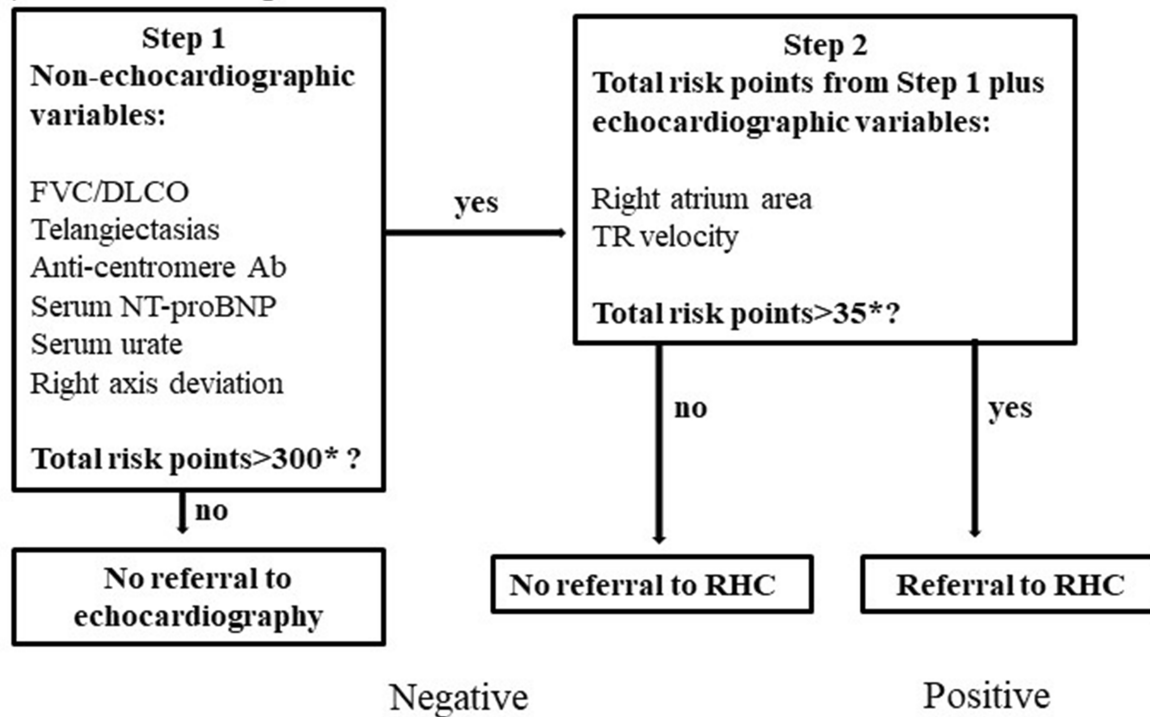 Step 1
Non-echocardiographic
variables:
FVC/DLCO
Telangiectasias
Anti-centromere Ab
Serum NT-proBNP
Serum urate
Right axis deviation
Total risk points>300* ?
no
No referral to
echocardiography
yes
Step 2
Total risk points from Step 1 plus
echocardiographic variables:
Right atrium area
TR velocity
Total risk points>35*?
no
yes
No referral to RHC
Referral to RHC
Negative
Positive